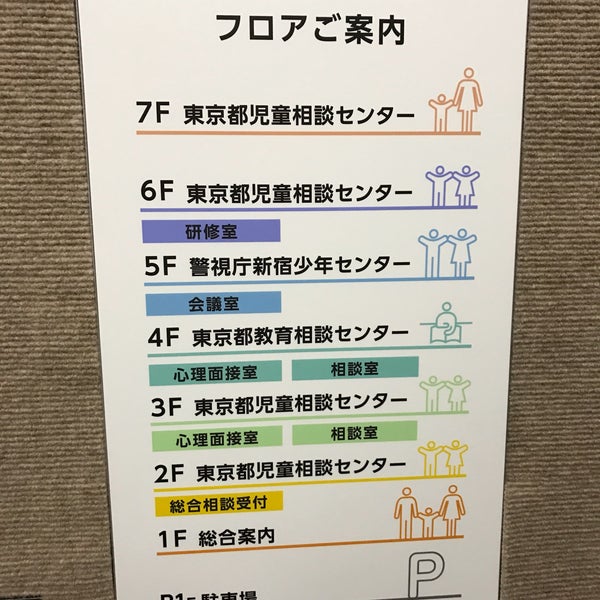 フロアご案内
7F 東京都児童相談センター
6F 東京都児童相談センター
研修室
5F 警視庁新宿少年センター
会議室
4F 東京都教育相談センター
心理面接室 相談室
3F 東京都児童相談センター
心理面接室 相談室
2F 東京都児童相談センター
総合相談受付
1F 総合案内
P
B1F 駐車場